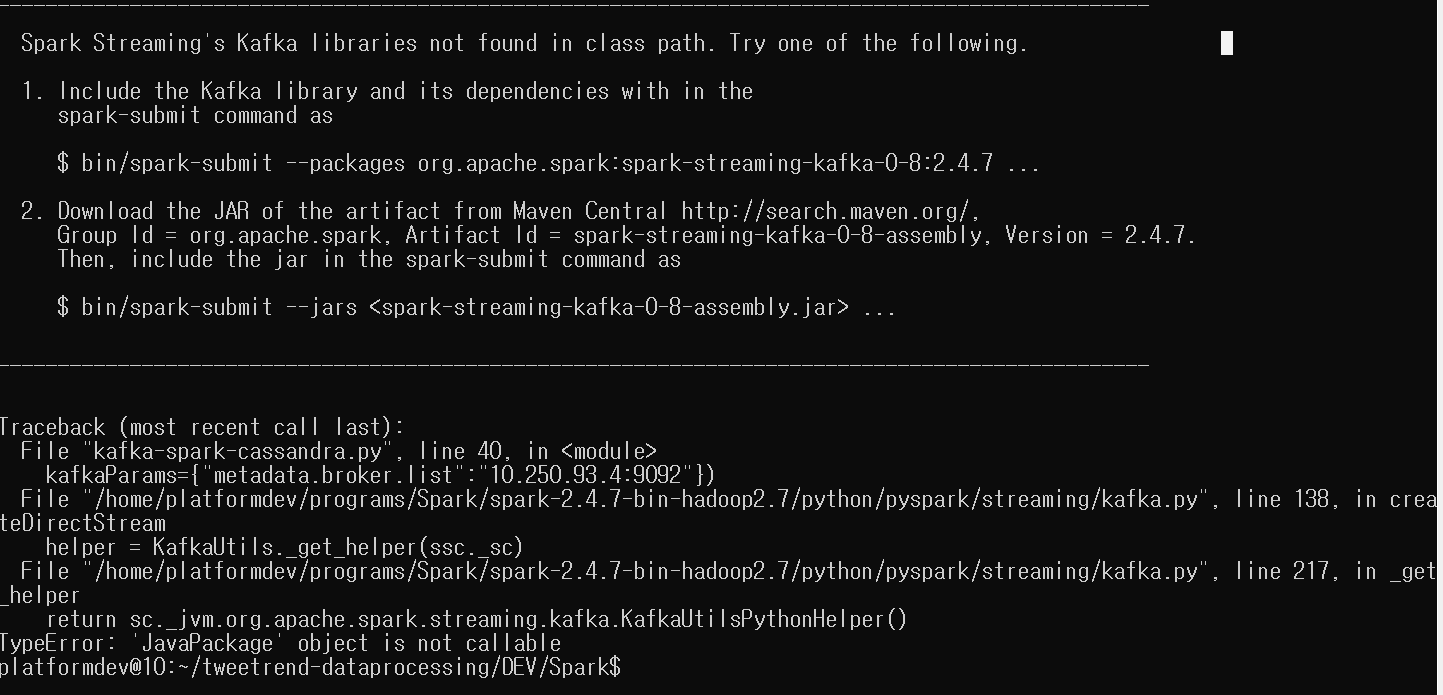 ________________________________________________________________________________________________
Spark Streaming's Kafka libraries not found in class path. Try one of the following.
1. Include the Kafka library and its dependencies with in the
spark-submit command as
$ bin/spark-submit --packages org.apache.spark:spark-streaming-kafka-0-8:2.4.7 ...
2. Download the JAR of the artifact from Maven Central http://search.maven.org/,
Group Id = org.apache.spark, Artifact Id = spark-streaming-kafka-0-8-assembly, Version = 2.4.7.
Then, include the jar in the spark-submit command as
$ bin/spark-submit --jars <spark-streaming-kafka-0-8-assembly.jar> ...
________________________________________________________________________________________________
Traceback (most recent call last):
File "kafka-spark-cassandra.py", line 40, in <module>
kafkaParams={"metadata.broker.list":"10.250.93.4:9092"})
File "/home/platformdev/programs/Spark/spark-2.4.7-bin-hadoop2.7/python/pyspark/streaming/kafka.py", line 138, in crea
teDirectStream
helper = KafkaUtils._get_helper(ssc._sc)
File "/home/platformdev/programs/Spark/spark-2.4.7-bin-hadoop2.7/python/pyspark/streaming/kafka.py", line 217, in _get
_helper
return sc._jvm.org.apache.spark.streaming.kafka.KafkaUtilsPythonHelper()
TypeError: 'JavaPackage' object is not callable
platformdev@10:~/tweetrend-dataprocessing/DEV/Spark$